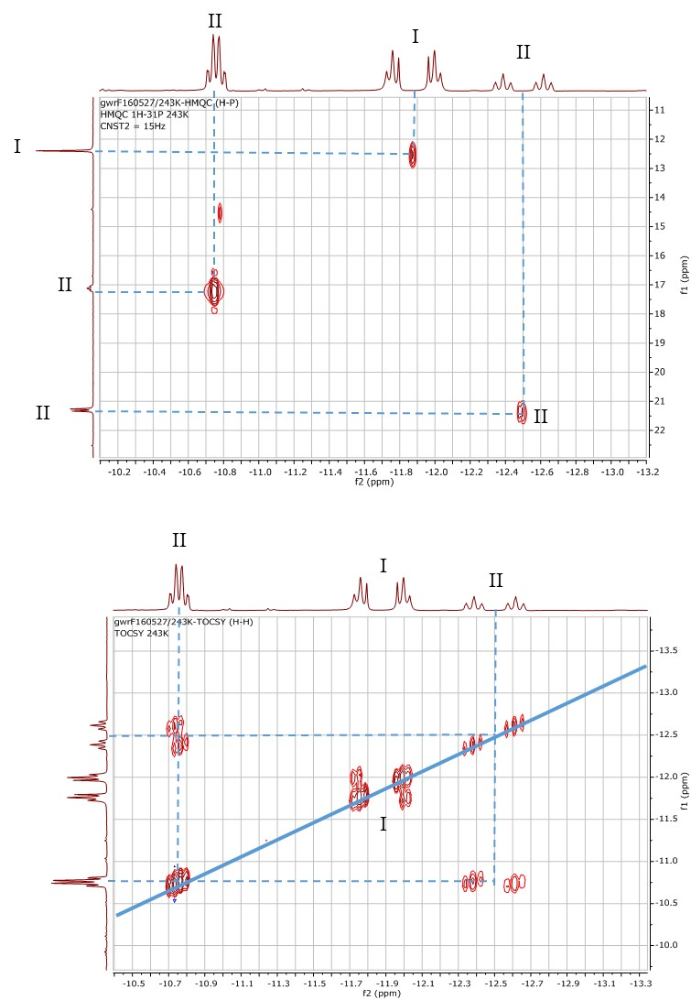 II
I
II
gwrF160527/243K-HMQC (H-P)
HMQC 1H-31P 243K
CNST2 = 15Hz
11
I
12
13
14
15
16
II
17
f1 (ppm)
18
19
20
21
II
II
22
-10.2 -10.4 -10.6 -10.8 -11.0 -11.2 -11.4 -11.6 -11.8 -12.0 -12.2 -12.4 -12.6 -12.8 -13.0 -13.2
f2 (ppm)
II
I
II
gwrF160527/243K-TOCSY (H-H)
TOCSY 243K
-13.5
-13.0
-12.5
-12.0
f1 (ppm)
-11.5
I
-11.0
-10.5
-10.0
-10.5 -10.7 -10.9 -11.1 -11.3 -11.5 -11.7 -11.9 -12.1 -12.3 -12.5 -12.7 -12.9 -13.1 -13.3
f2 (ppm)